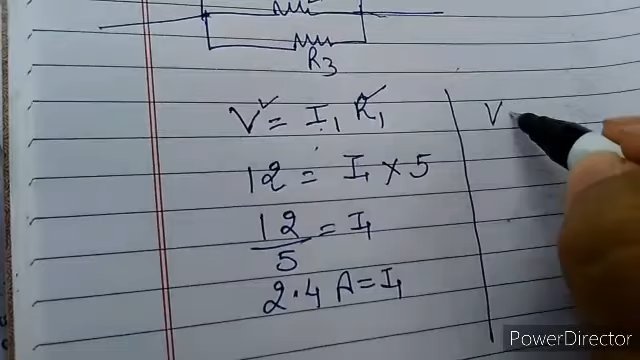 R3
V = I1 R1
12 = I1 × 5
12/5 = I1
2.4 A = I1
V
PowerDirector